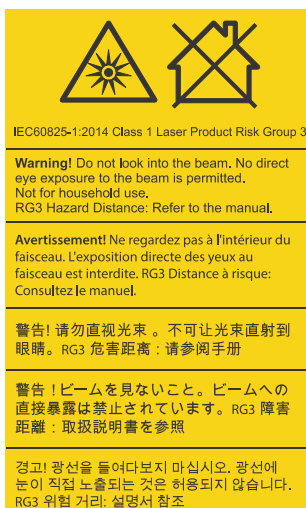 IEC60825-1:2014 Class 1 Laser Product Risk Group 3
Warning! Do not look into the beam. No direct
eye exposure to the beam is permitted.
Not for household use.
RG3 Hazard Distance: Refer to the manual.
Avertissement! Ne regardez pas à l'intérieur du
faisceau. L'exposition directe des yeux au
faisceau est interdite. RG3 Distance à risque:
Consultez le manuel.
警告! 请勿直视光束 。不可让光束直射到
眼睛。RG3 危害距离 : 请参阅手册
警告 ! ビームを見ないこと。ビームへの
直接暴露は禁止されています。RG3 障害
距離 : 取扱説明書を参照
경고! 광선을 들여다보지 마십시오. 광선에
눈이 직접 노출되는 것은 허용되지 않습니다.
RG3 위험 거리: 설명서 참조